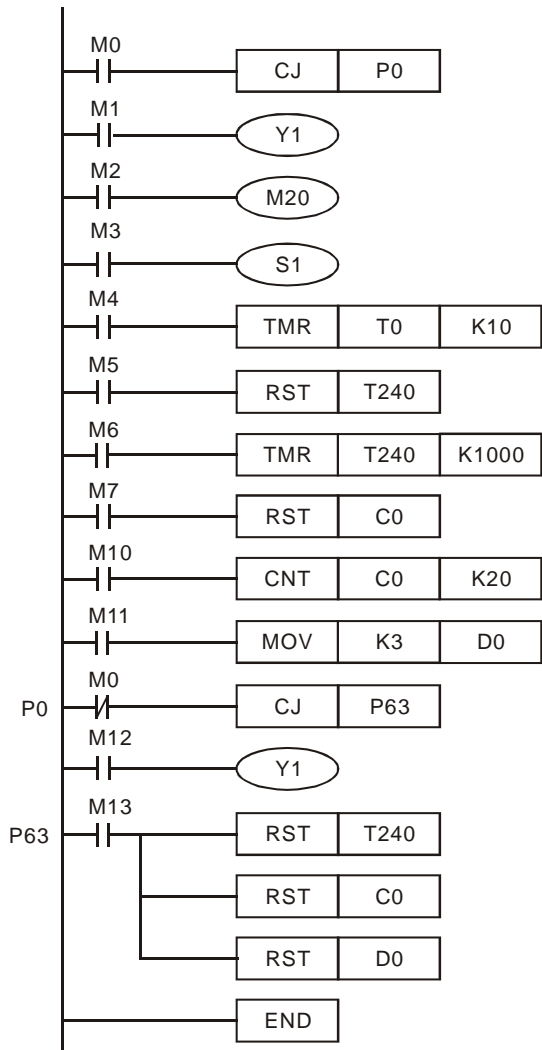 M0
CJ P0
M1
Y1
M2
M20
M3
S1
M4
TMR T0 K10
M5
RST T240
M6
TMR T240 K1000
M7
RST C0
M10
CNT C0 K20
M11
MOV K3 D0
M0
P0 CJ P63
M12
Y1
M13
P63 RST T240
RST C0
RST D0
END